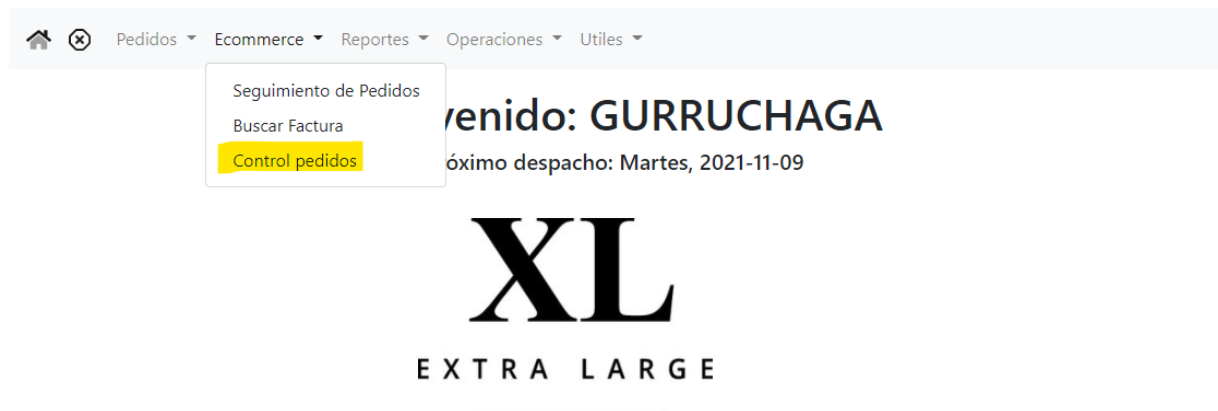 Pedidos Ecommerce Reportes Operaciones Utiles
Seguimiento de Pedidos
Buscar Factura
Control pedidos
venido: GURRUCHAGA
óximo despacho: Martes, 2021-11-09
XL
EXTRA LARGE